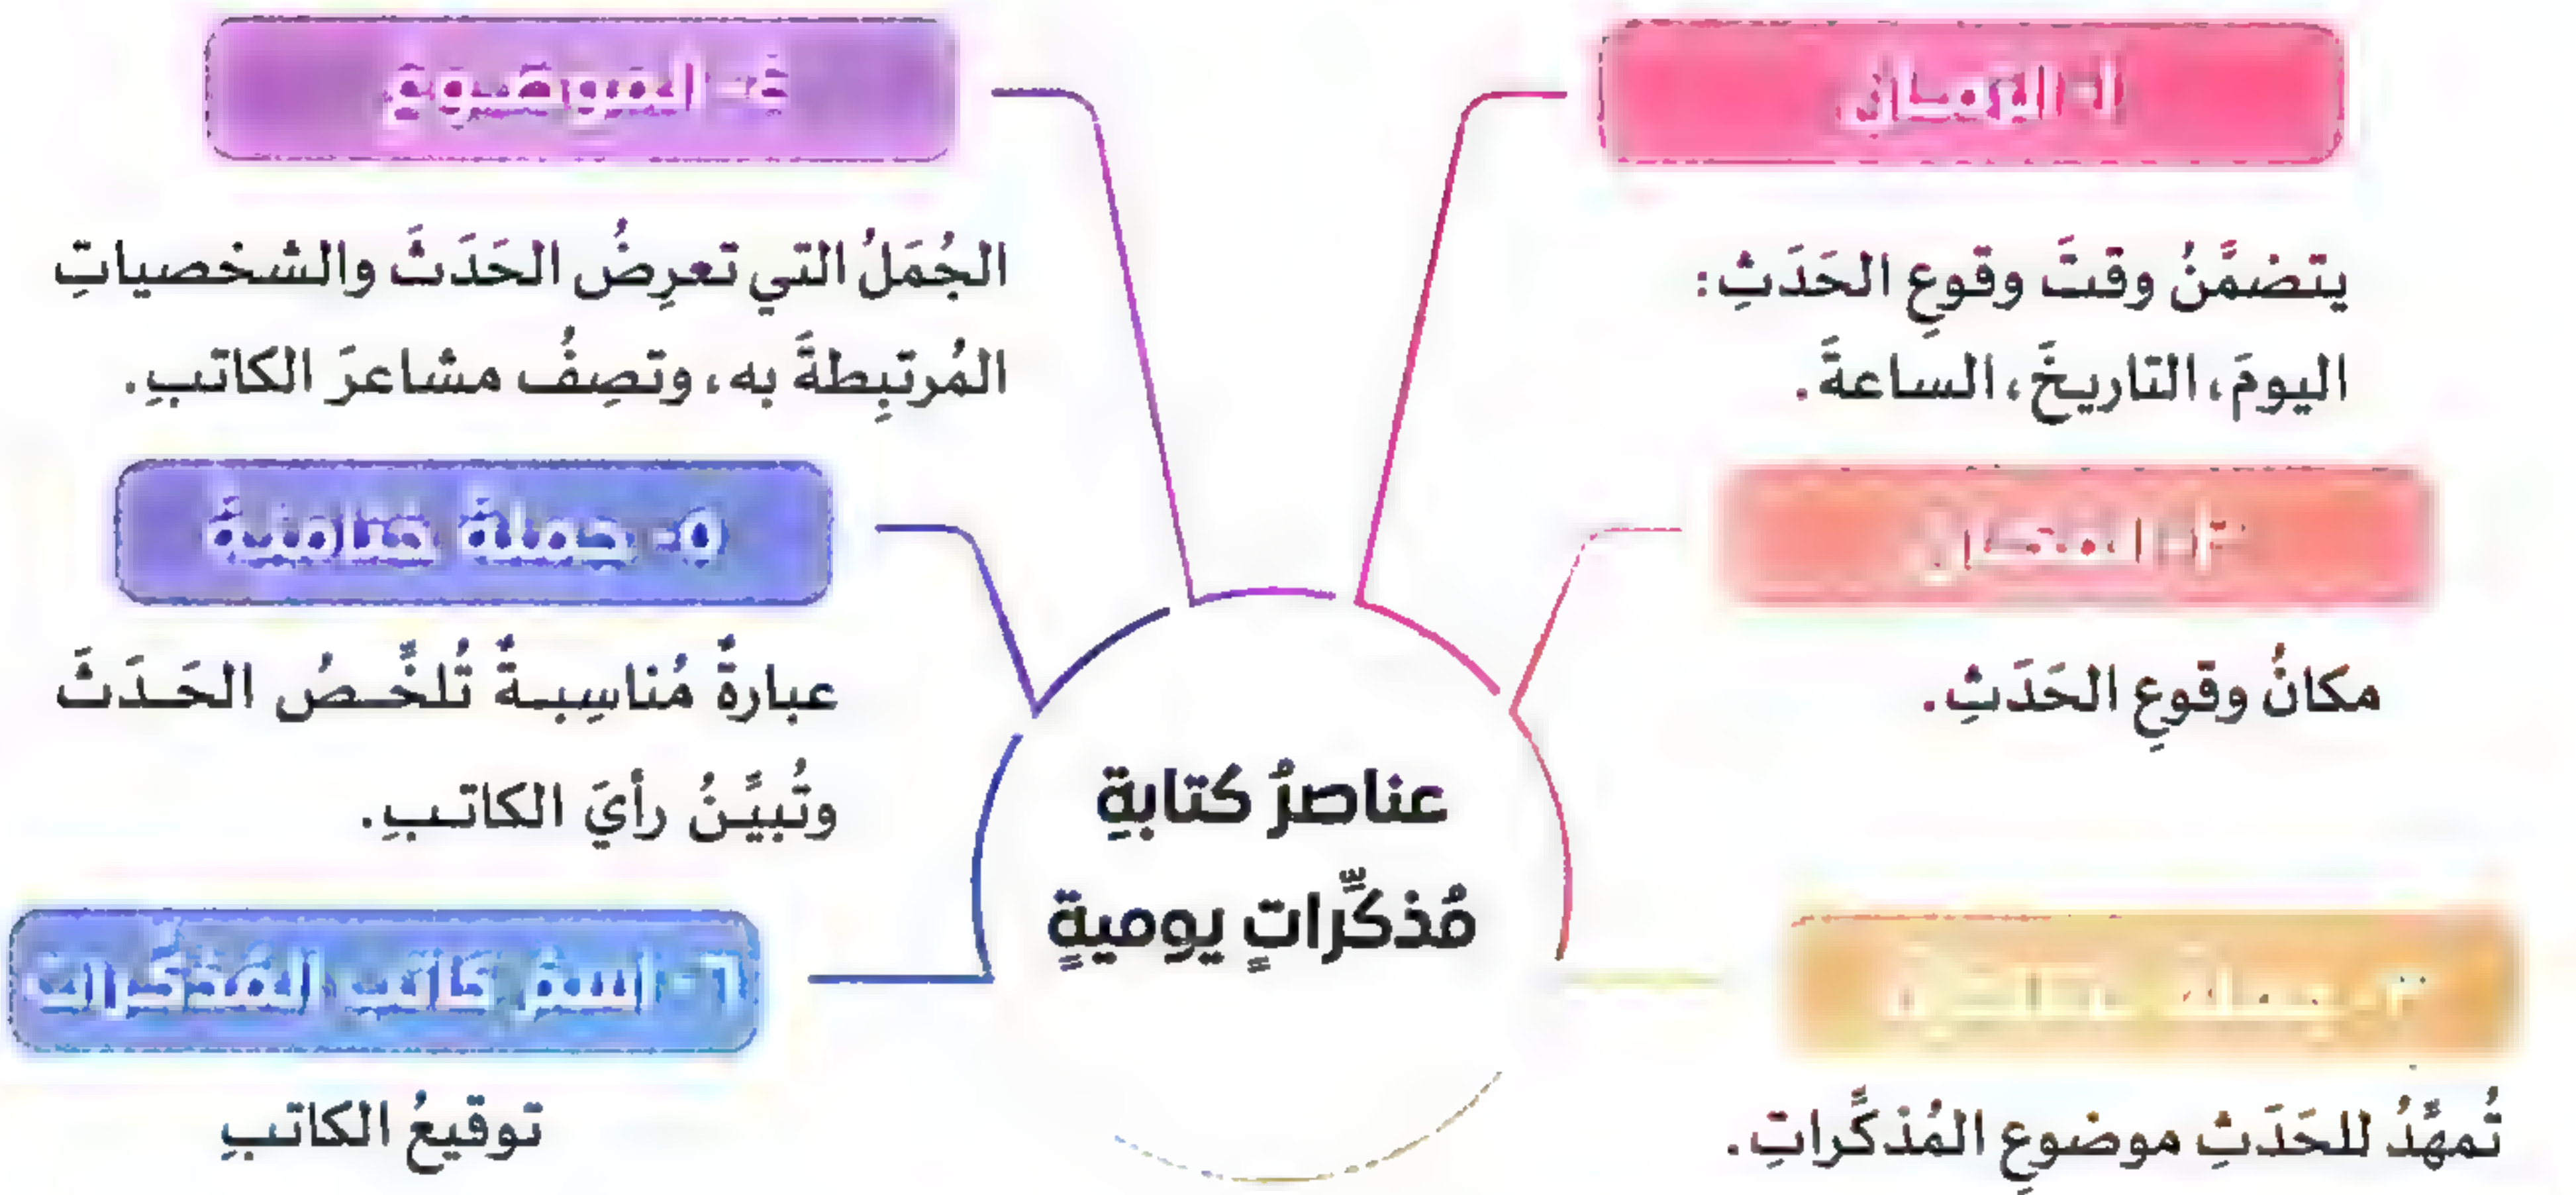 ١- الزمان
يتضمَّنُ وقتَ وقوعِ الحَدَثِ:
اليومَ، التاريخَ، الساعةَ.
٢- المكان
مكانُ وقوعِ الحَدَثِ.
٣- جملة
تُمهِّدُ للحَدَثِ موضوعِ المُذكِّراتِ.
٤- الموضوع
الجُمَلُ التي تعرِضُ الحَدَثَ والشخصياتِ
المُرتبِطةَ به، وتصِفُ مشاعرَ الكاتبِ.
٥- جملةٌ ختاميةٌ
عبارةٌ مُناسِبةٌ تُلخِّصُ الحَدَثَ
وتُبيِّنُ رأيَ الكاتبِ.
٦- اسمُ كاتبِ المُذكِّراتِ
توقيعُ الكاتبِ
عناصرُ كتابةِ
مُذكِّراتٍ يوميةٍ